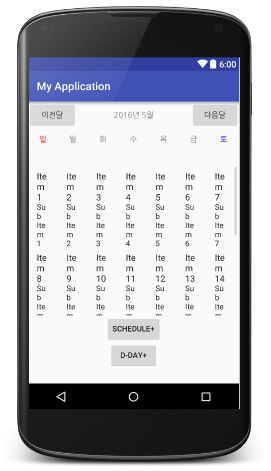 6:00
My Application
이전달 2016년 5월 다음달
일 월 화 수 목 금 토
Ite Ite Ite Ite Ite Ite Ite
m m m m m m m
1 2 3 4 5 6 7
Su Su Su Su Su Su Su
b b b b b b b
Ite Ite Ite Ite Ite Ite Ite
m m m m m m m
1 2 3 4 5 6 7
Ite Ite Ite Ite Ite Ite Ite
m m m m m m m
8 9 10 11 12 13 14
Su Su Su Su Su Su Su
b b b b b b b
Ite Ite Ite Ite Ite Ite Ite
m m m m m m m
SCHEDULE+
D-DAY+